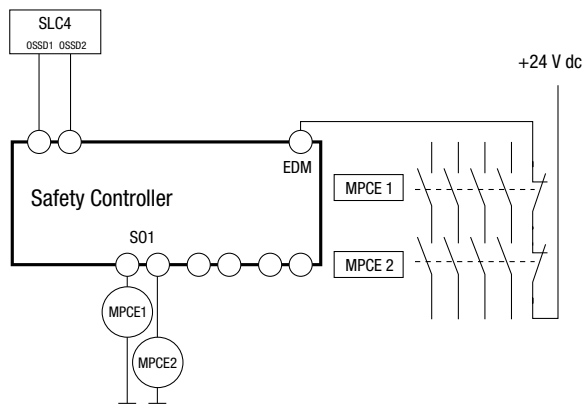 SLC4
OSSD1 OSSD2
+24 V dc
EDM
MPCE 1
Safety Controller
SO1
MPCE 2
MPCE1
MPCE2